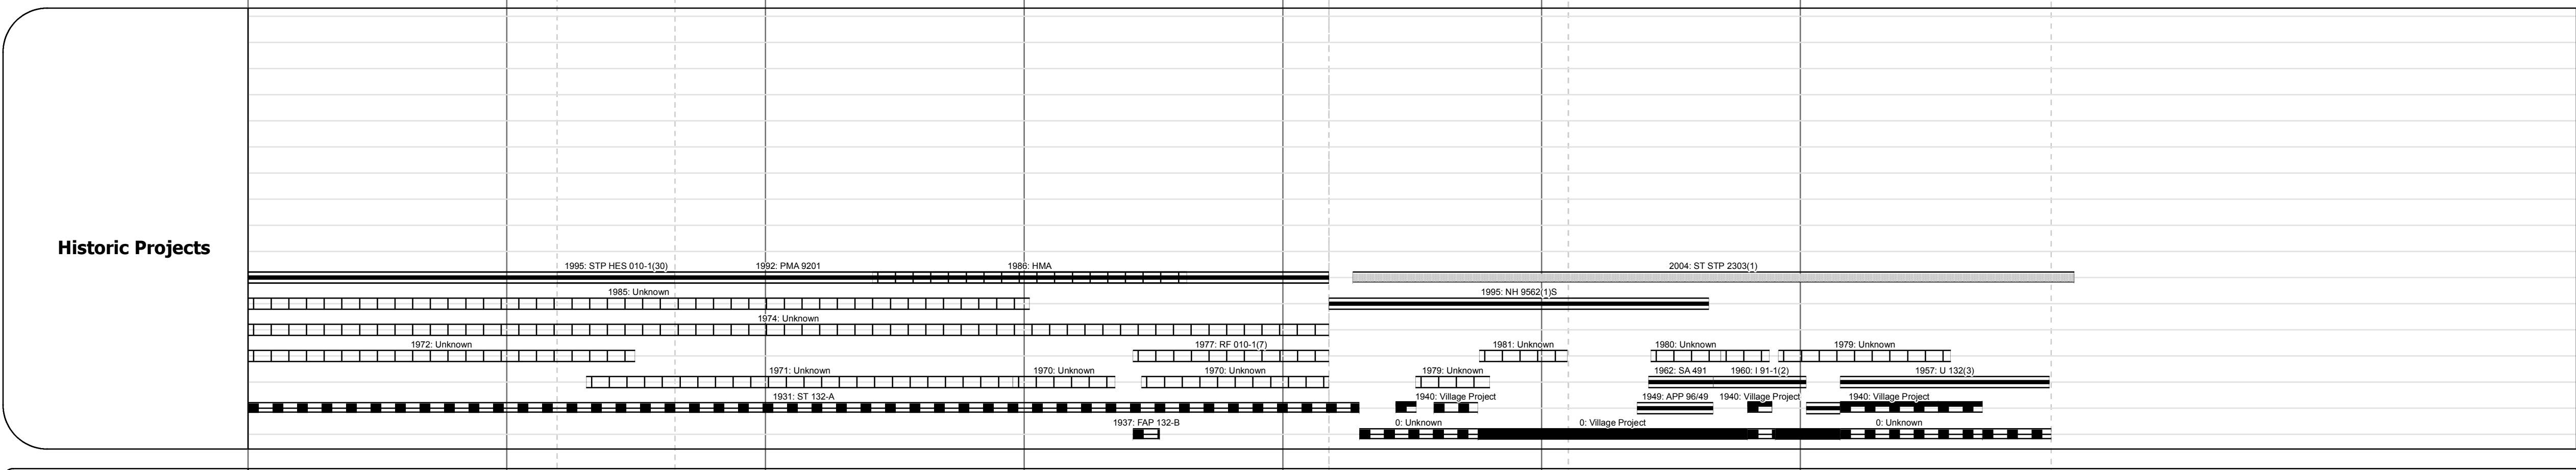 Historic Projects
1995: STP HES 010-1(30) 1992: PMA 9201 1986: HMA 2004: ST STP 2303(1)
1985: Unknown 1995: NH 9562(1)S
1974: Unknown
1972: Unknown 1977: RF 010-1(7) 1981: Unknown 1980: Unknown 1979: Unknown
1971: Unknown 1970: Unknown 1970: Unknown 1979: Unknown 1962: SA 491 1960: I 91-1(2) 1957: U 132(3)
1931: ST 132-A 1940: Village Project 1949: APP 96/49 1940: Village Project 1940: Village Project
1937: FAP 132-B 0: Unknown 0: Village Project 0: Unknown